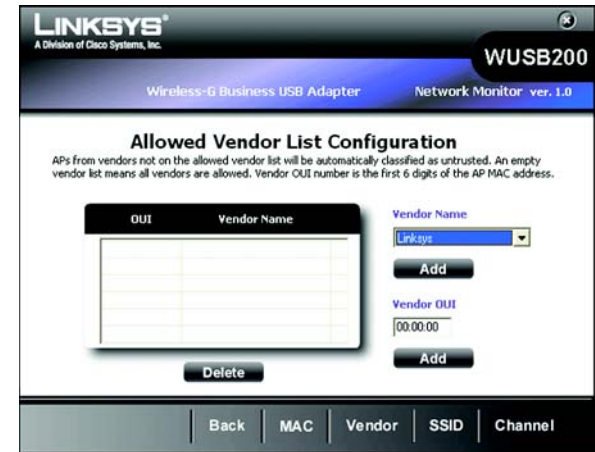 LINKSYS®
A Division of Cisco Systems, Inc.
WUSB200
Wireless-G Business USB Adapter
Network Monitor ver. 1.0
Allowed Vendor List Configuration
APs from vendors not on the allowed vendor list will be automatically classified as untrusted. An empty
vendor list means all vendors are allowed. Vendor OUI number is the first 6 digits of the AP MAC address.
OUI Vendor Name
Vendor Name
Linksys
Add
Vendor OUI
00:00:00
Add
Delete
Back MAC Vendor SSID Channel